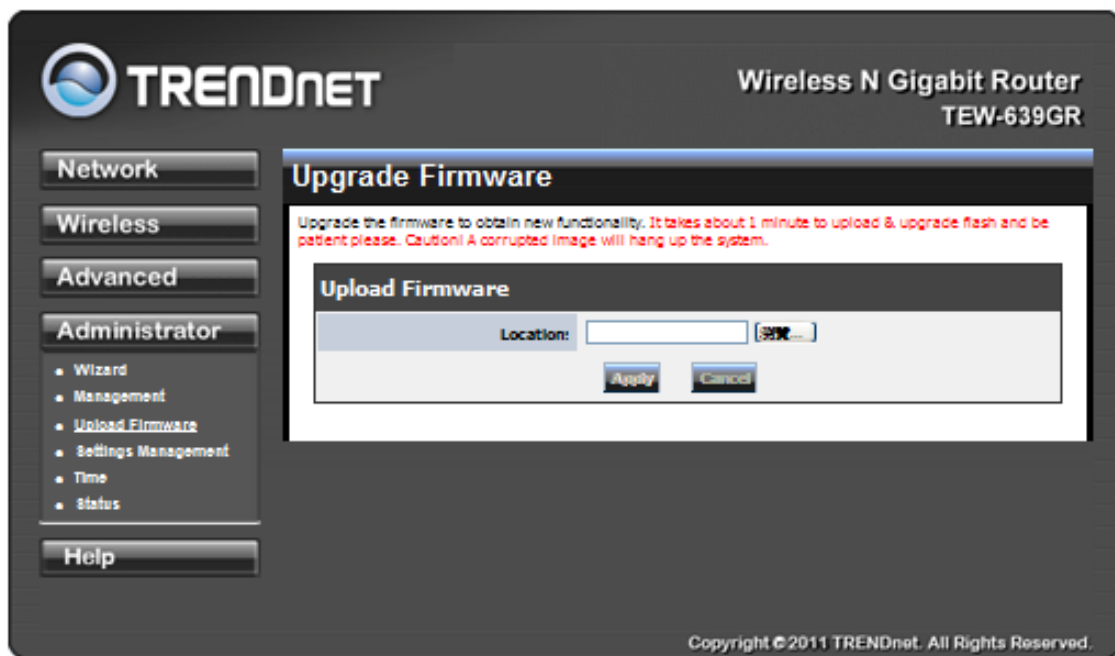 TRENDNET
Wireless N Gigabit Router
TEW-639GR
Network
Wireless
Advanced
Administrator
Wizard
Management
Upload Firmware
Settings Management
Time
Status
Help
Upgrade Firmware
Upgrade the firmware to obtain new functionality. It takes about 1 minute to upload & upgrade flash and be
patient please. Caution! A corrupted image will hang up the system.
Upload Firmware
Location:
瀏覽...
Apply
Cancel
Copyright © 2011 TRENDnet. All Rights Reserved.